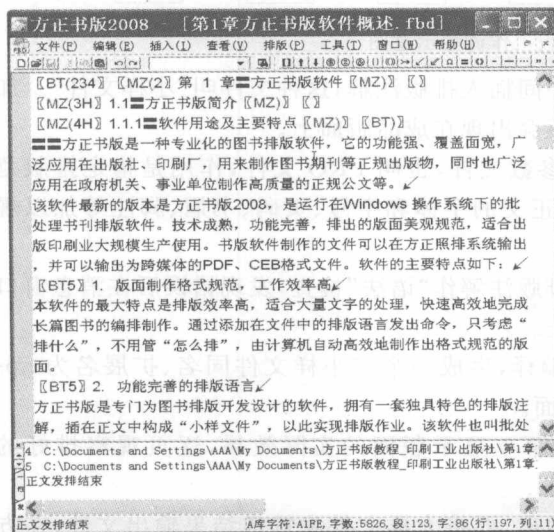 方正书版2008 - [第1章方正书版软件概述.fbd]
文件(F) 编辑(E) 插入(I) 查看(V) 排版(P) 工具(T) 窗口(W) 帮助(H)
〖BT(234〗〖MZ(2〗第 1 章〓方正书版软件〖MZ)〗〖〗
〖MZ(3H〗1.1〓方正书版简介〖MZ)〗〖〗
〖MZ(4H〗1.1.1〓软件用途及主要特点〖MZ)〗〖BT)〗
〓〓方正书版是一种专业化的图书排版软件，它的功能强、覆盖面宽，广
泛应用在出版社、印刷厂，用来制作图书期刊等正规出版物，同时也广泛
应用在政府机关、事业单位制作高质量的正规公文等。↙
该软件最新的版本是方正书版2008，是运行在Windows 操作系统下的批
处理书刊排版软件。技术成熟，功能完善，排出的版面美观规范，适合出
版印刷业大规模生产使用。书版软件制作的文件可以在方正照排系统输出
，并可以输出为跨媒体的PDF、CEB格式文件。软件的主要特点如下：↙
〖BT5〗1. 版面制作格式规范，工作效率高↙
本软件的最大特点是排版效率高，适合大量文字的处理，快速高效地完成
长篇图书的编排制作。通过添加在文件中的排版语言发出命令，只考虑“
排什么”，不用管“怎么排”，由计算机自动高效地制作出格式规范的版
面。
〖BT5〗2. 功能完善的排版语言↙
方正书版是专门为图书排版开发设计的软件，拥有一套独具特色的排版注
解，插在正文中构成“小样文件”，以此实现排版作业。该软件也叫批处
4 C:\Documents and Settings\AAA\My Documents\方正书版教程_印刷工业出版社\第1章
5 C:\Documents and Settings\AAA\My Documents\方正书版教程_印刷工业出版社\第1章
正文发排结束
正文发排结束 A库字符:A1FE,字数:5826,段:123,字:86(行:197,列:11